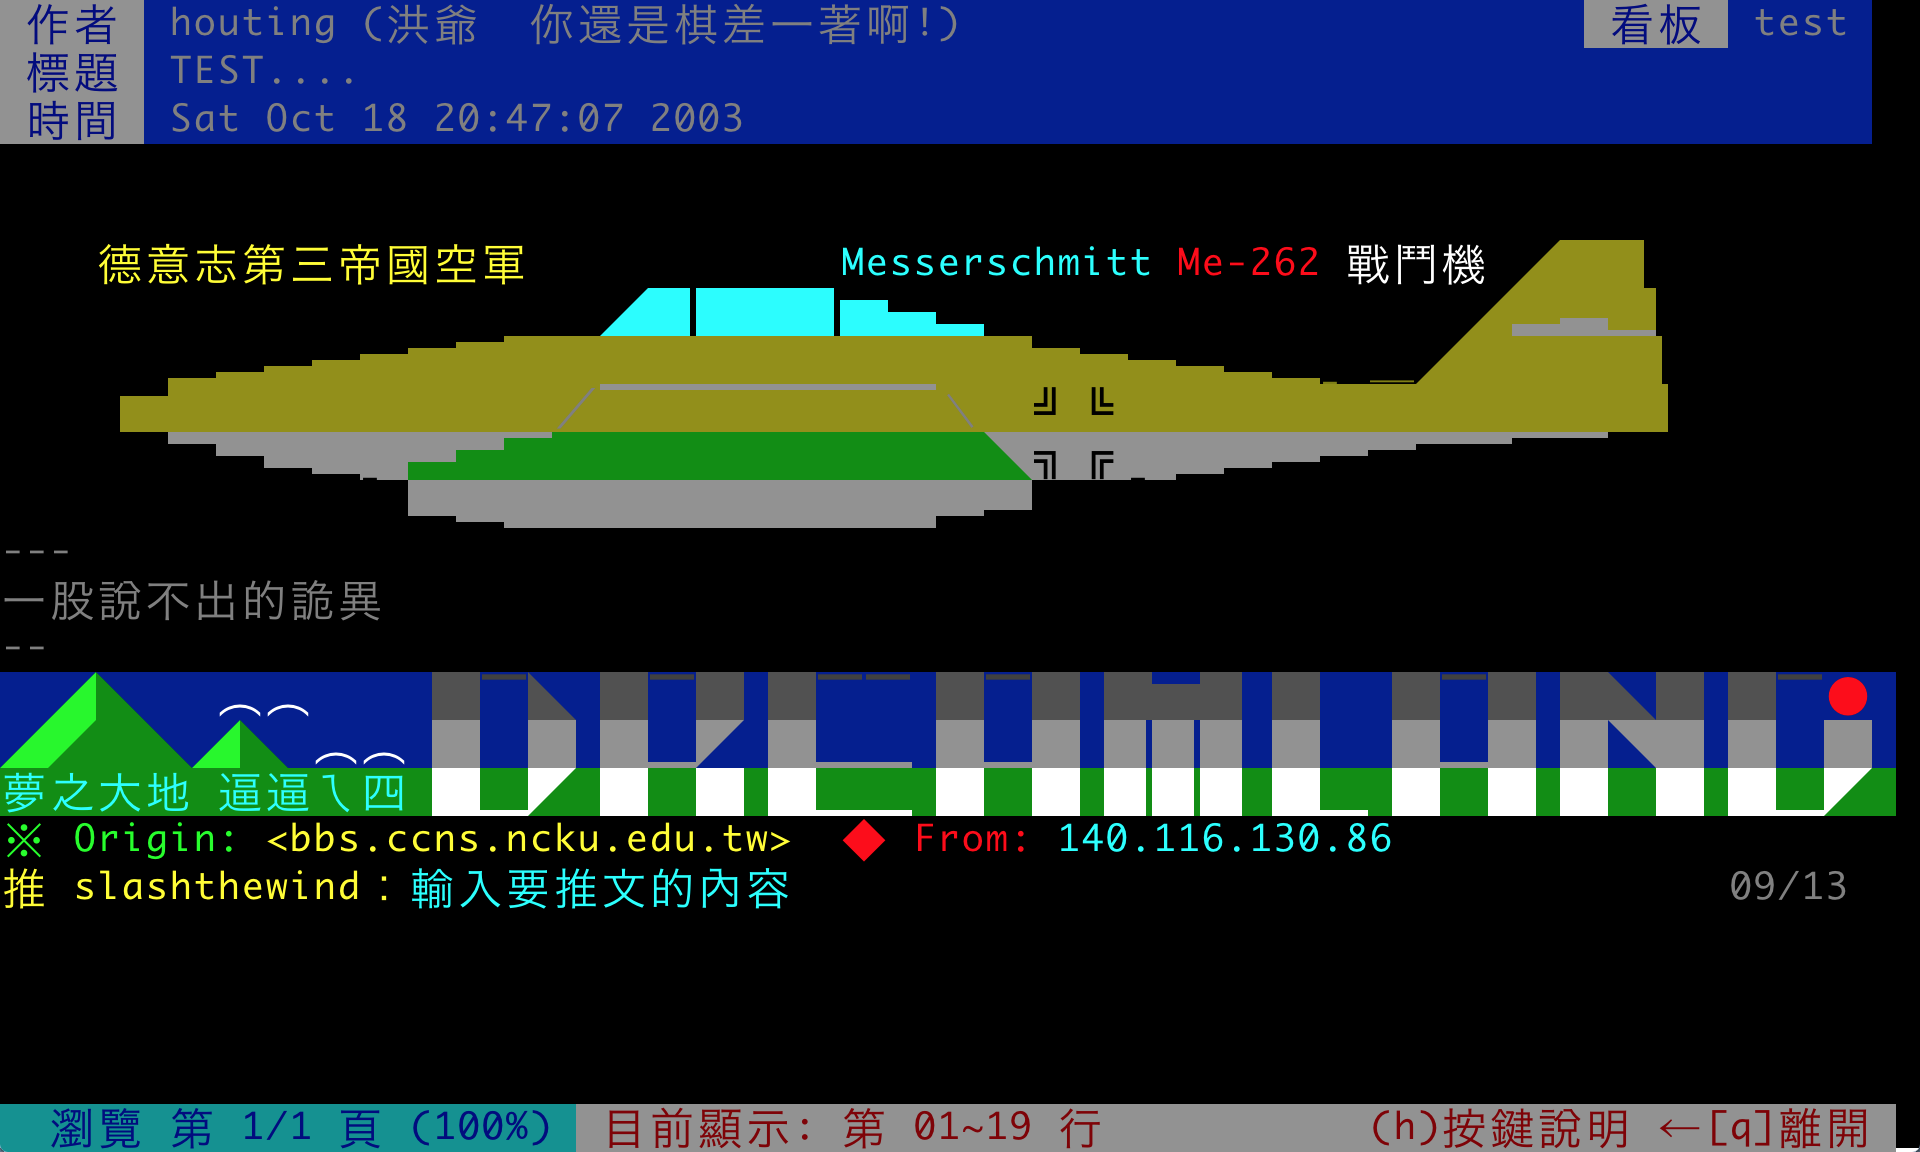 作者 houting (洪爺 你還是棋差一著啊!) 看板 test
標題 TEST....
時間 Sat Oct 18 20:47:07 2003
德意志第三帝國空軍 Messerschmitt Me-262 戰鬥機
---
一股說不出的詭異
--
DREAMLAND
夢之大地 逼逼ㄟ四
※ Origin: <bbs.ccns.ncku.edu.tw> ◆ From: 140.116.130.86
推 slashthewind：輸入要推文的內容 09/13
瀏覽 第 1/1 頁 (100%) 目前顯示: 第 01~19 行 (h)按鍵說明 ←[q]離開